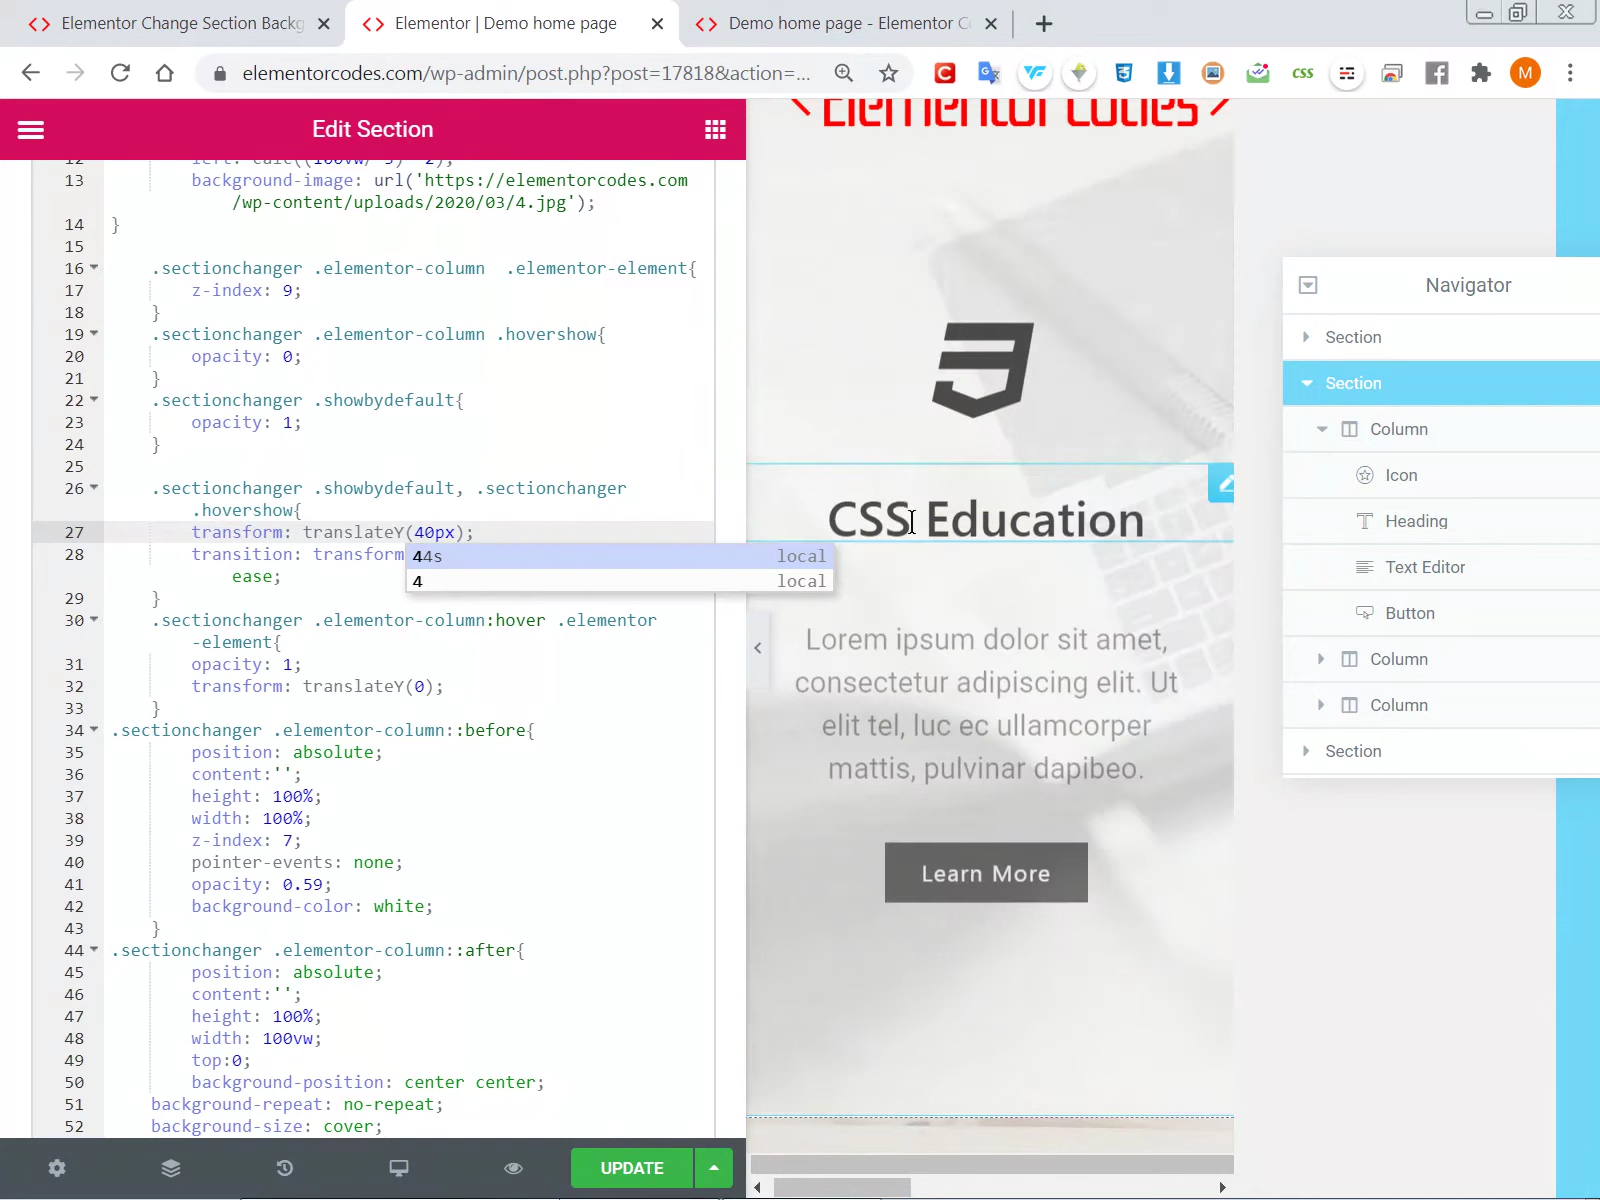 Elementor Change Section Backg
Elementor | Demo home page
Demo home page - Elementor C
elementorcodes.com/wp-admin/post.php?post=17818&action=...
CSS
M
Edit Section
Elementor Codes
13 background-image: url('https://elementorcodes.com
/wp-content/uploads/2020/03/4.jpg');
14 }
15
16 .sectionchanger .elementor-column  .elementor-element{
17 z-index: 9;
18 }
19 .sectionchanger .elementor-column .hovershow{
20 opacity: 0;
21 }
22 .sectionchanger .showbydefault{
23 opacity: 1;
24 }
25
26 .sectionchanger .showbydefault, .sectionchanger
.hovershow{
27 transform: translateY(40px);
28 transition: transform
ease;
44s local
4 local
29 }
30 .sectionchanger .elementor-column:hover .elementor
-element{
31 opacity: 1;
32 transform: translateY(0);
33 }
34 .sectionchanger .elementor-column::before{
35 position: absolute;
36 content:'';
37 height: 100%;
38 width: 100%;
39 z-index: 7;
40 pointer-events: none;
41 opacity: 0.59;
42 background-color: white;
43 }
44 .sectionchanger .elementor-column::after{
45 position: absolute;
46 content:'';
47 height: 100%;
48 width: 100vw;
49 top:0;
50 background-position: center center;
51 background-repeat: no-repeat;
52 background-size: cover;
UPDATE
CSS Education
Lorem ipsum dolor sit amet,
consectetur adipiscing elit. Ut
elit tel, luc ec ullamcorper
mattis, pulvinar dapibeo.
Learn More
Navigator
Section
Section
Column
Icon
Heading
Text Editor
Button
Column
Column
Section